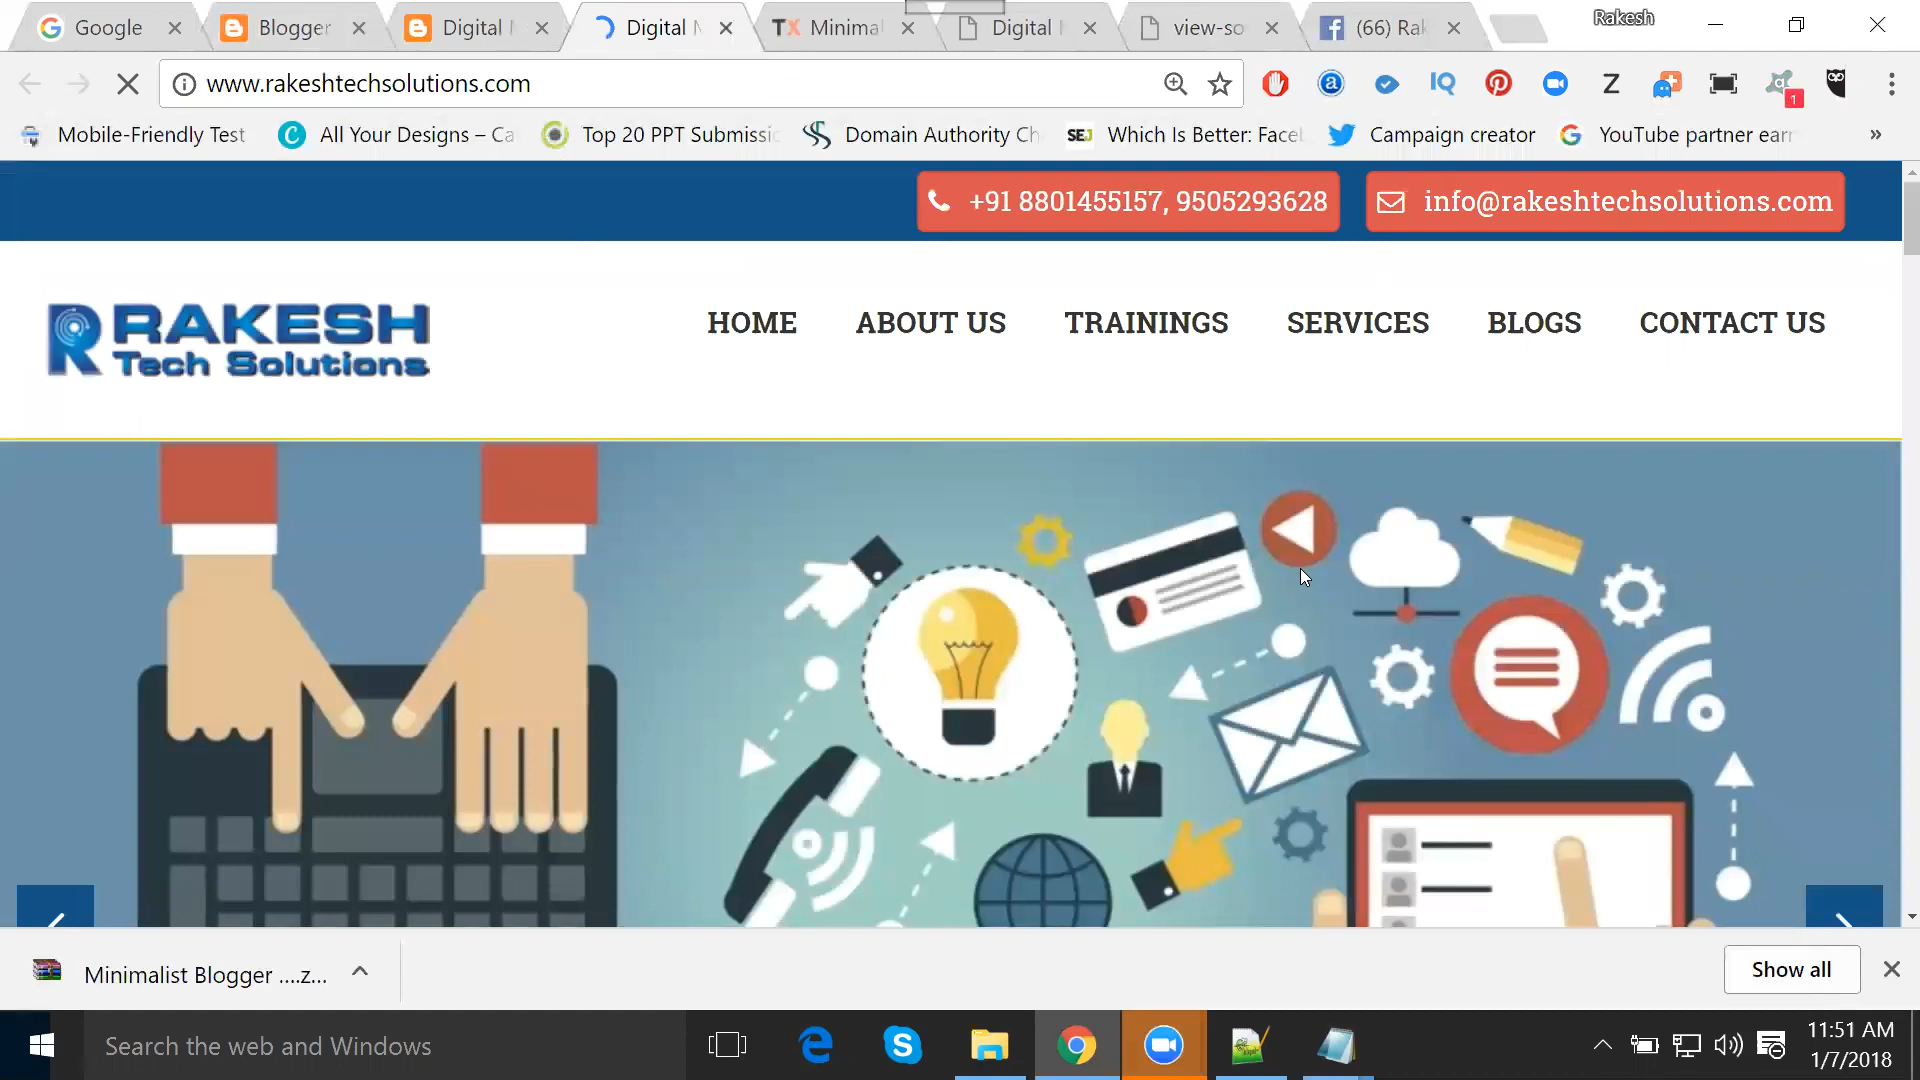 Google
Blogger
Digital
Digital
Minimal
Digital
view-so
(66) Rak
Rakesh
www.rakeshtechsolutions.com
Mobile-Friendly Test
All Your Designs – Ca
Top 20 PPT Submissic
Domain Authority Ch
Which Is Better: Faceb
Campaign creator
YouTube partner earn
»
+91 8801455157, 9505293628
info@rakeshtechsolutions.com
RAKESH
Tech Solutions
HOME
ABOUT US
TRAININGS
SERVICES
BLOGS
CONTACT US
Minimalist Blogger ....z...
Show all
Search the web and Windows
11:51 AM
1/7/2018